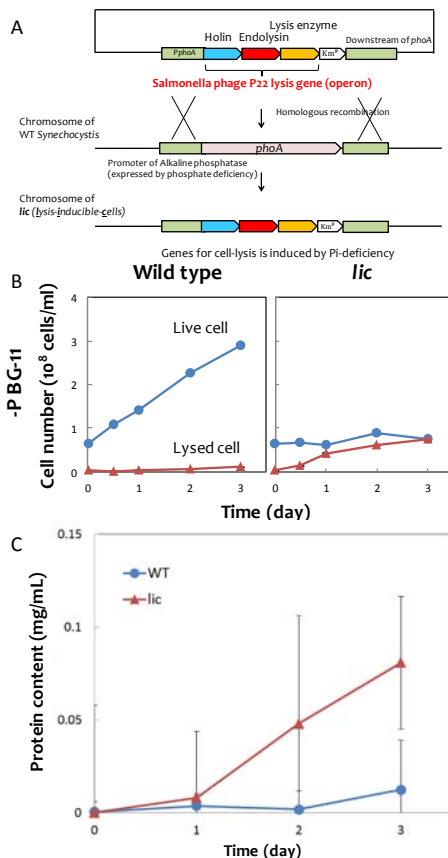 A
Holin Endolysin Lysis enzyme
PphoA KmR Downstream of phoA
Salmonella phage P22 lysis gene (operon)
Homologous recombination
Chromosome of
WT Synechocystis
phoA
Promoter of Alkaline phosphatase
(expressed by phosphate deficiency)
Chromosome of
lic (lysis-inducible-cells)
KmR
Genes for cell-lysis is induced by Pi-deficiency
Wild type lic
B
-P BG-11
Cell number (10⁸ cells/ml)
4
3
2
1
0
Live cell
Lysed cell
0 1 2 3 0 1 2 3
Time (day)
C
Protein content (mg/mL)
0.15
0.1
0.05
0
WT
lic
0 1 2 3
Time (day)